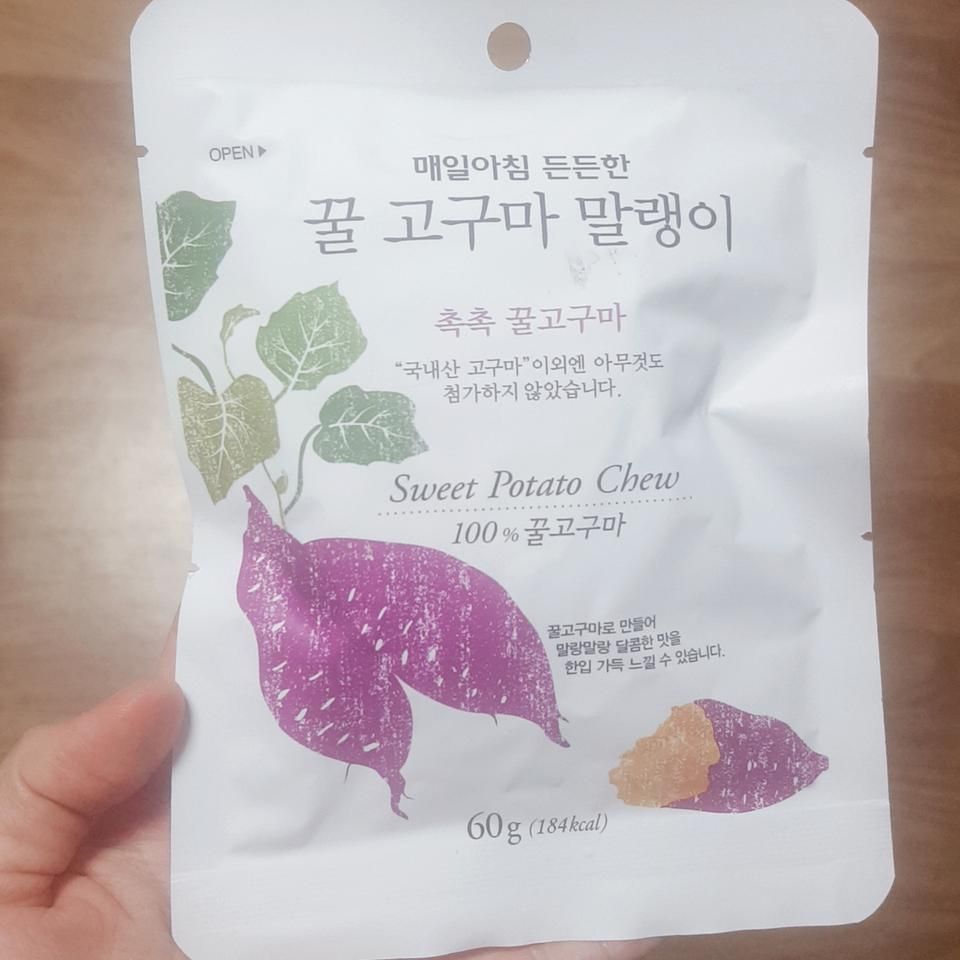 OPEN ▶
매일아침 든든한
꿀 고구마 말랭이
촉촉 꿀고구마
“국내산 고구마”이외엔 아무것도
첨가하지 않았습니다.
Sweet Potato Chew
100% 꿀고구마
꿀고구마로 만들어
말랑말랑 달콤한 맛을
한입 가득 느낄 수 있습니다.
60g (184kcal)